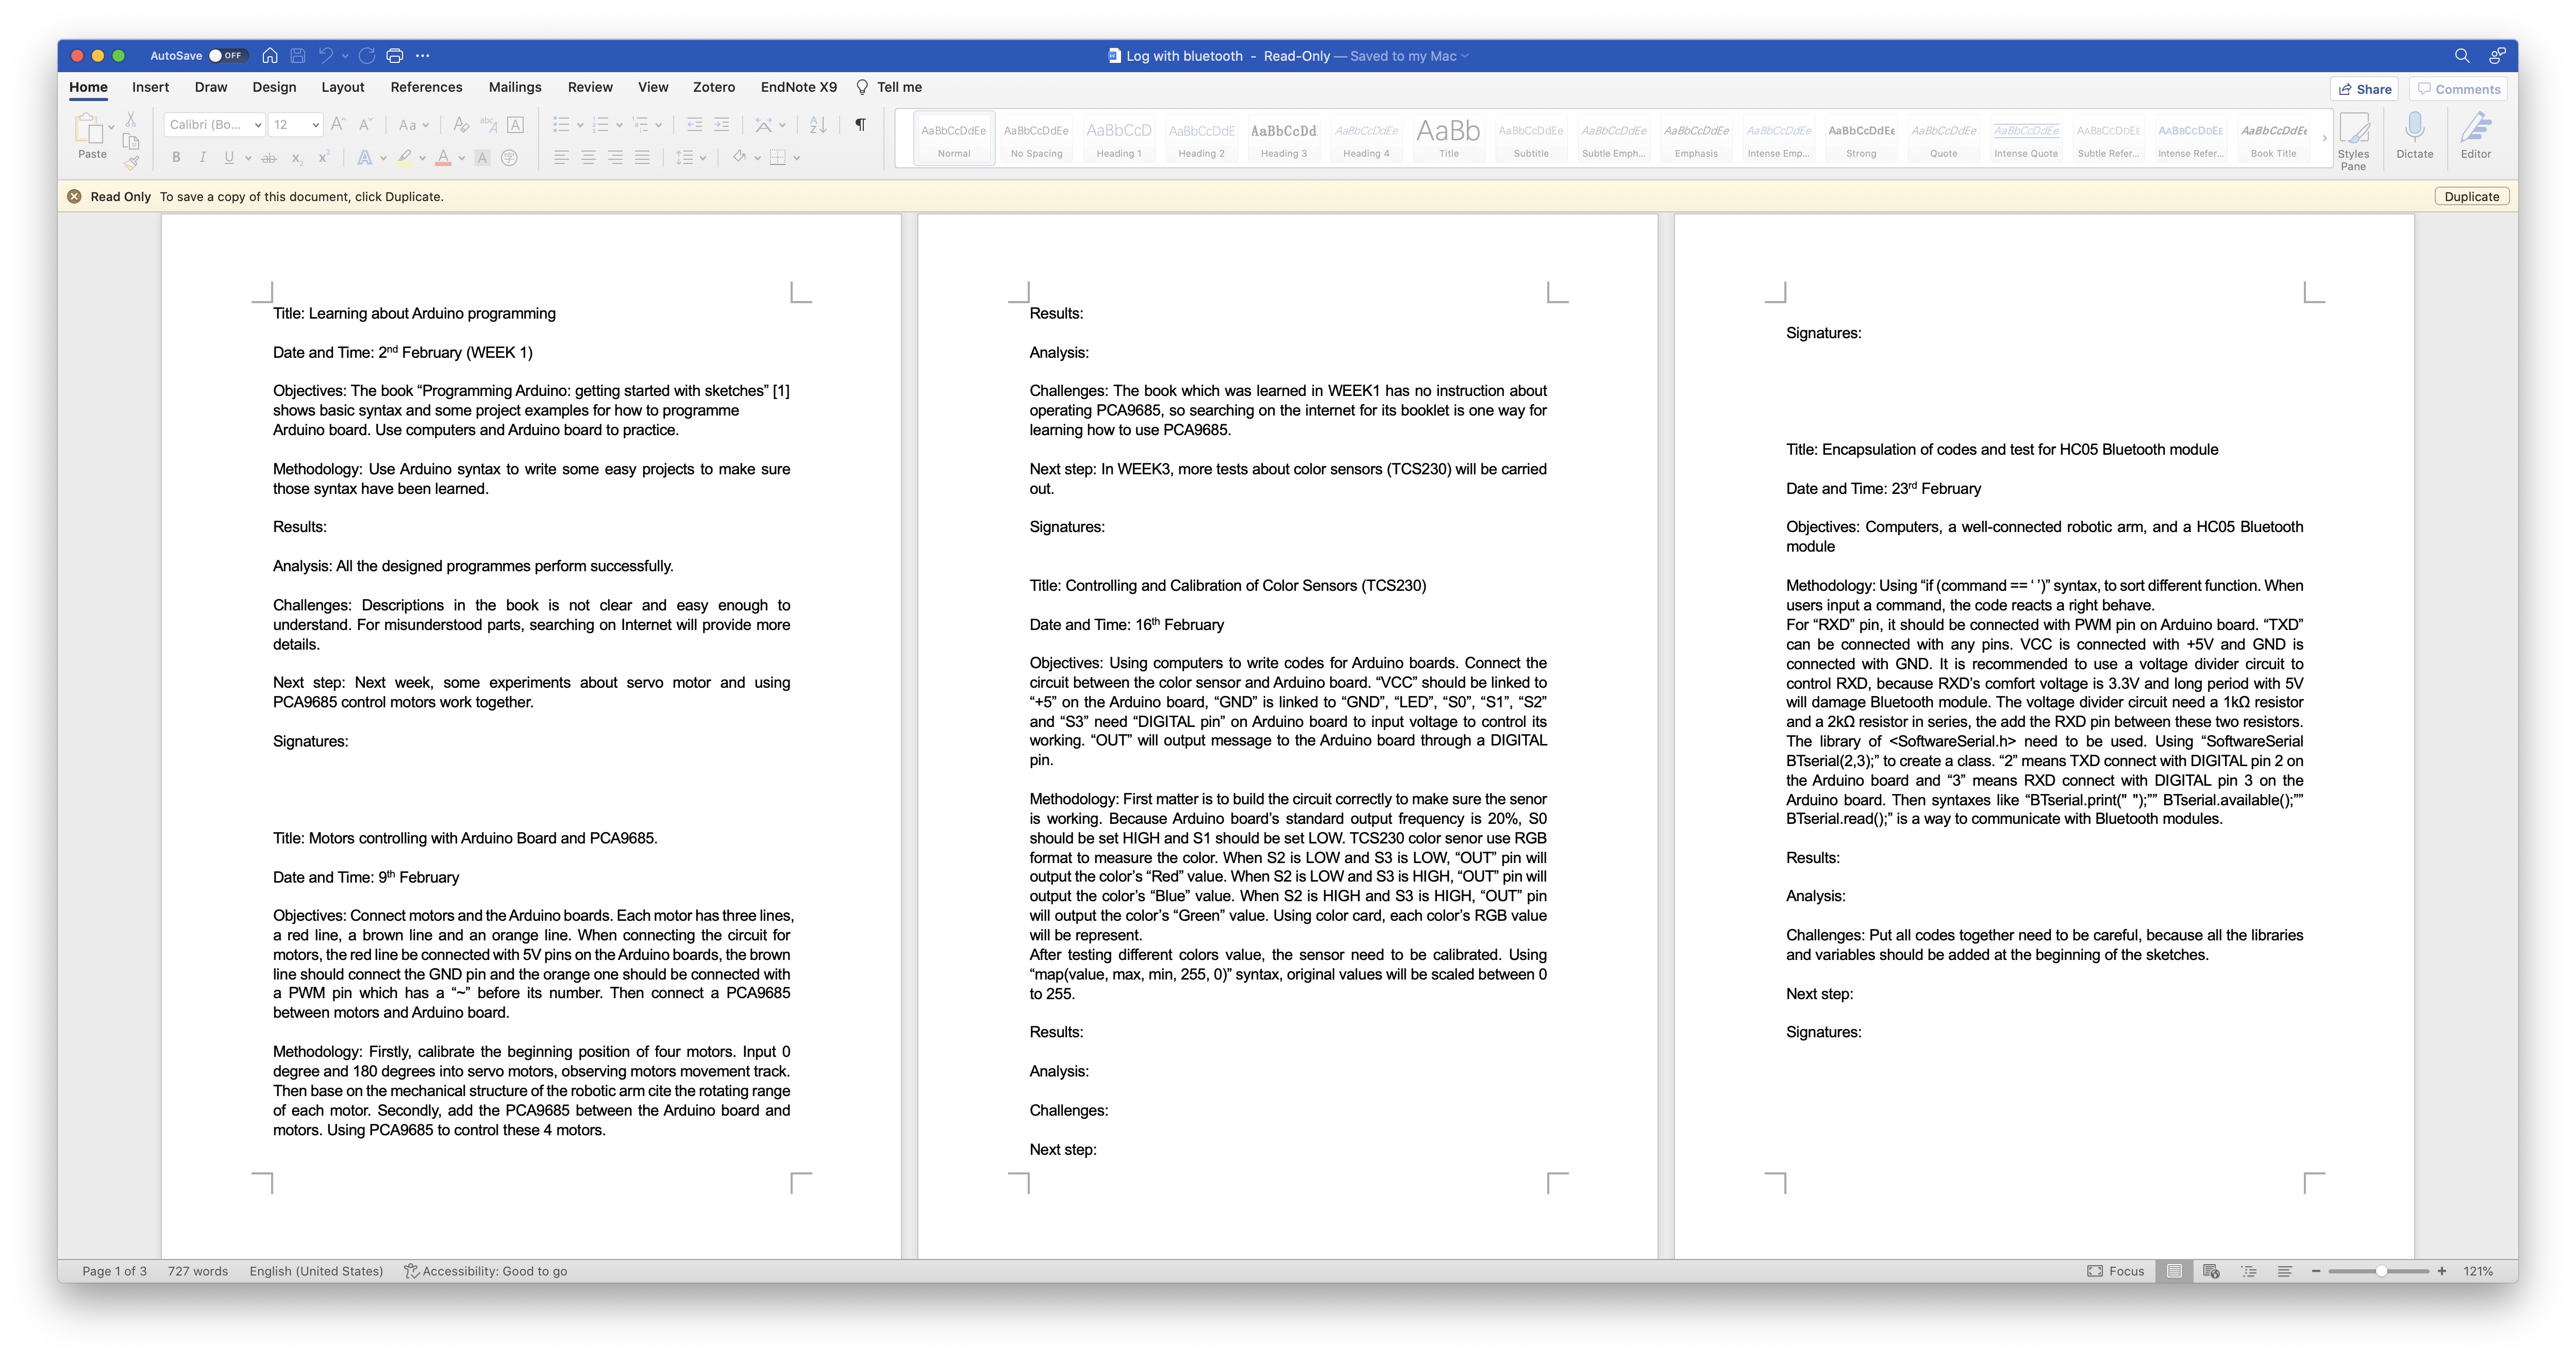 AutoSave OFF
Log with bluetooth - Read-Only — Saved to my Mac
Home Insert Draw Design Layout References Mailings Review View Zotero EndNote X9 Tell me
Share Comments
Paste
Calibri (Bo... 12
AaBbCcDdEe AaBbCcDdEe AaBbCcD AaBbCcDdE AaBbCcDd AaBbCcDdEe AaBb AaBbCcDdEe AaBbCcDdEe AaBbCcDdEe AaBbCcDdEe AaBbCcDdEe AaBbCcDdEe AaBbCcDdEe AABBCCDDEE AABBCCDDEE AaBbCcDdEe
Normal No Spacing Heading 1 Heading 2 Heading 3 Heading 4 Title Subtitle Subtle Emph... Emphasis Intense Emp... Strong Quote Intense Quote Subtle Refer... Intense Refer... Book Title
Styles Pane
Dictate
Editor
Read Only To save a copy of this document, click Duplicate.
Duplicate
Title: Learning about Arduino programming
Date and Time: 2nd February (WEEK 1)
Objectives: The book “Programming Arduino: getting started with sketches” [1]
shows basic syntax and some project examples for how to programme
Arduino board. Use computers and Arduino board to practice.
Methodology: Use Arduino syntax to write some easy projects to make sure
those syntax have been learned.
Results:
Analysis: All the designed programmes perform successfully.
Challenges: Descriptions in the book is not clear and easy enough to
understand. For misunderstood parts, searching on Internet will provide more
details.
Next step: Next week, some experiments about servo motor and using
PCA9685 control motors work together.
Signatures:
Title: Motors controlling with Arduino Board and PCA9685.
Date and Time: 9th February
Objectives: Connect motors and the Arduino boards. Each motor has three lines,
a red line, a brown line and an orange line. When connecting the circuit for
motors, the red line be connected with 5V pins on the Arduino boards, the brown
line should connect the GND pin and the orange one should be connected with
a PWM pin which has a “~” before its number. Then connect a PCA9685
between motors and Arduino board.
Methodology: Firstly, calibrate the beginning position of four motors. Input 0
degree and 180 degrees into servo motors, observing motors movement track.
Then base on the mechanical structure of the robotic arm cite the rotating range
of each motor. Secondly, add the PCA9685 between the Arduino board and
motors. Using PCA9685 to control these 4 motors.
Results:
Analysis:
Challenges: The book which was learned in WEEK1 has no instruction about
operating PCA9685, so searching on the internet for its booklet is one way for
learning how to use PCA9685.
Next step: In WEEK3, more tests about color sensors (TCS230) will be carried
out.
Signatures:
Title: Controlling and Calibration of Color Sensors (TCS230)
Date and Time: 16th February
Objectives: Using computers to write codes for Arduino boards. Connect the
circuit between the color sensor and Arduino board. “VCC” should be linked to
“+5” on the Arduino board, “GND” is linked to “GND”, “LED”, “S0”, “S1”, “S2”
and “S3” need “DIGITAL pin” on Arduino board to input voltage to control its
working. “OUT” will output message to the Arduino board through a DIGITAL
pin.
Methodology: First matter is to build the circuit correctly to make sure the senor
is working. Because Arduino board’s standard output frequency is 20%, S0
should be set HIGH and S1 should be set LOW. TCS230 color senor use RGB
format to measure the color. When S2 is LOW and S3 is LOW, “OUT” pin will
output the color’s “Red” value. When S2 is LOW and S3 is HIGH, “OUT” pin will
output the color’s “Blue” value. When S2 is HIGH and S3 is HIGH, “OUT” pin
will output the color’s “Green” value. Using color card, each color’s RGB value
will be represent.
After testing different colors value, the sensor need to be calibrated. Using
“map(value, max, min, 255, 0)” syntax, original values will be scaled between 0
to 255.
Results:
Analysis:
Challenges:
Next step:
Signatures:
Title: Encapsulation of codes and test for HC05 Bluetooth module
Date and Time: 23rd February
Objectives: Computers, a well-connected robotic arm, and a HC05 Bluetooth
module
Methodology: Using “if (command == ‘ ’)” syntax, to sort different function. When
users input a command, the code reacts a right behave.
For “RXD” pin, it should be connected with PWM pin on Arduino board. “TXD”
can be connected with any pins. VCC is connected with +5V and GND is
connected with GND. It is recommended to use a voltage divider circuit to
control RXD, because RXD’s comfort voltage is 3.3V and long period with 5V
will damage Bluetooth module. The voltage divider circuit need a 1kΩ resistor
and a 2kΩ resistor in series, the add the RXD pin between these two resistors.
The library of <SoftwareSerial.h> need to be used. Using “SoftwareSerial
BTserial(2,3);” to create a class. “2” means TXD connect with DIGITAL pin 2 on
the Arduino board and “3” means RXD connect with DIGITAL pin 3 on the
Arduino board. Then syntaxes like “BTserial.print(" ");”” BTserial.available();””
BTserial.read();” is a way to communicate with Bluetooth modules.
Results:
Analysis:
Challenges: Put all codes together need to be careful, because all the libraries
and variables should be added at the beginning of the sketches.
Next step:
Signatures:
Page 1 of 3 727 words English (United States) Accessibility: Good to go
Focus 121%